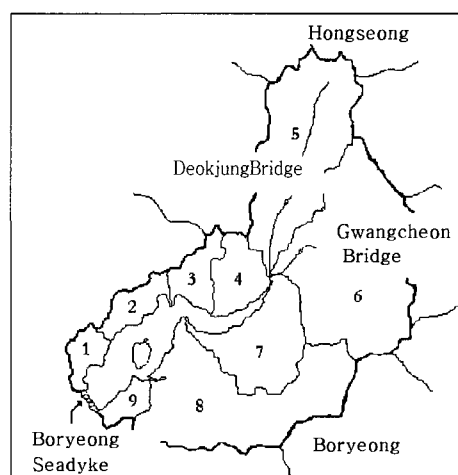 Hongseong
5
DeokjungBridge
Gwangcheon
Bridge
3
4
2
6
1
7
9
8
Boryeong
Seadyke
Boryeong